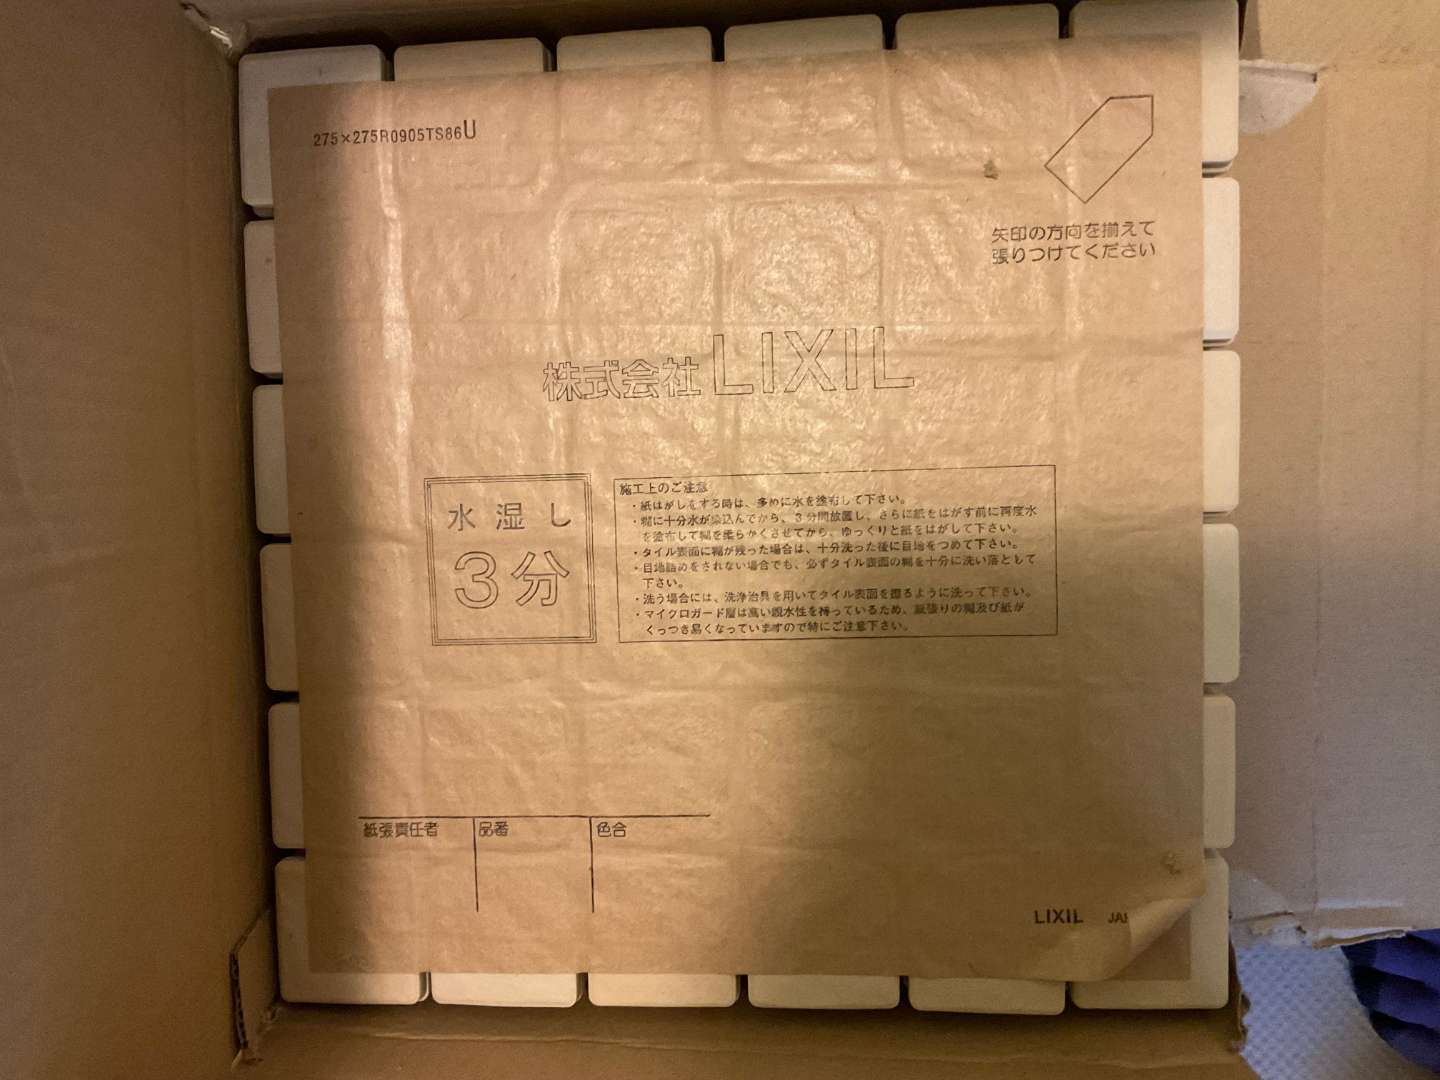 275×275R0905TS86U
矢印の方向を揃えて
張りつけてください
株式会社LIXIL
水湿し
3分
施工上のご注意
・紙はがしをする時は、多めに水を塗布して下さい。
・糊に十分水が染込んでから、3分間放置し、さらに紙をはがす前に再度水
を塗布して糊を柔らかくさせてから、ゆっくりと紙をはがして下さい。
・タイル表面に糊が残った場合は、十分洗った後に目地をつめて下さい。
・目地詰めをされない場合でも、必ずタイル表面の糊を十分に洗い落として
下さい。
・洗う場合には、洗浄治具を用いてタイル表面を擦るように洗って下さい。
・マイクロガード層は高い親水性を持っているため、紙張りの糊及び紙が
くっつき易くなっていますので特にご注意下さい。
紙張責任者 品番 色合
LIXIL